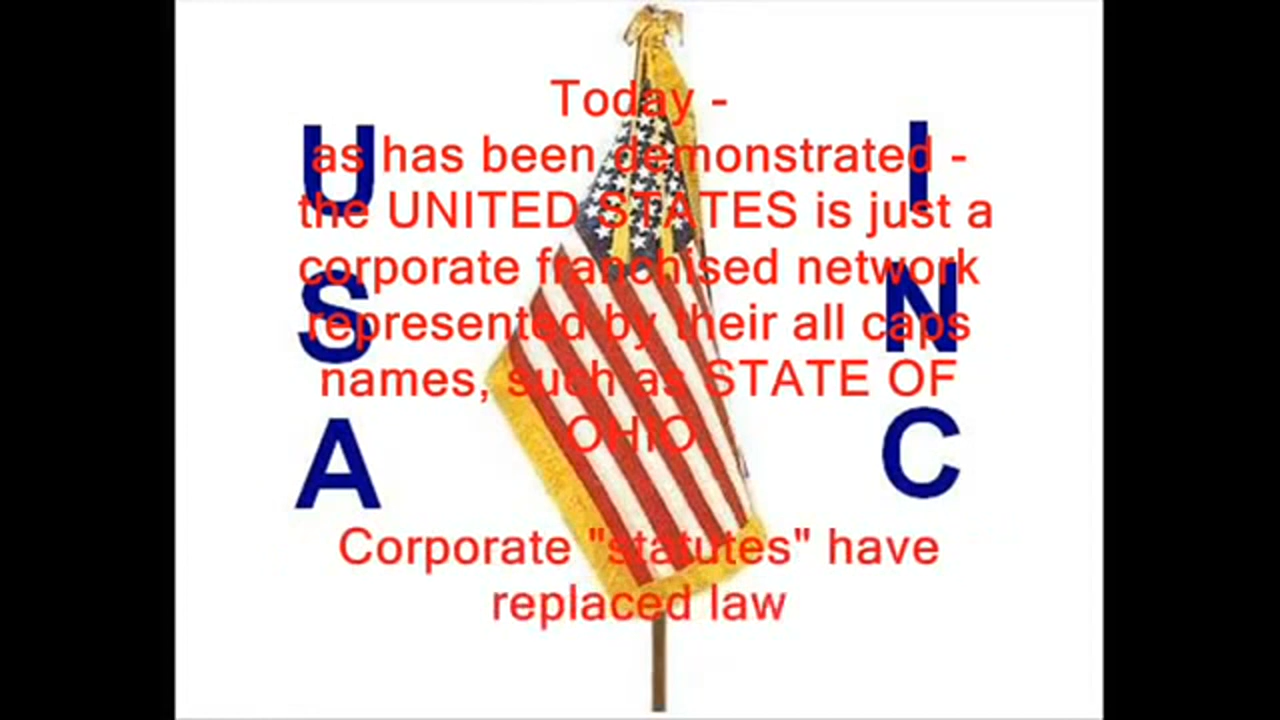 Today -
as has been demonstrated -
the UNITED STATES is just a
corporate franchised network
represented by their all caps
names, such as STATE OF
OHIO.
Corporate "statutes" have
replaced law
U
S
A
I
N
C